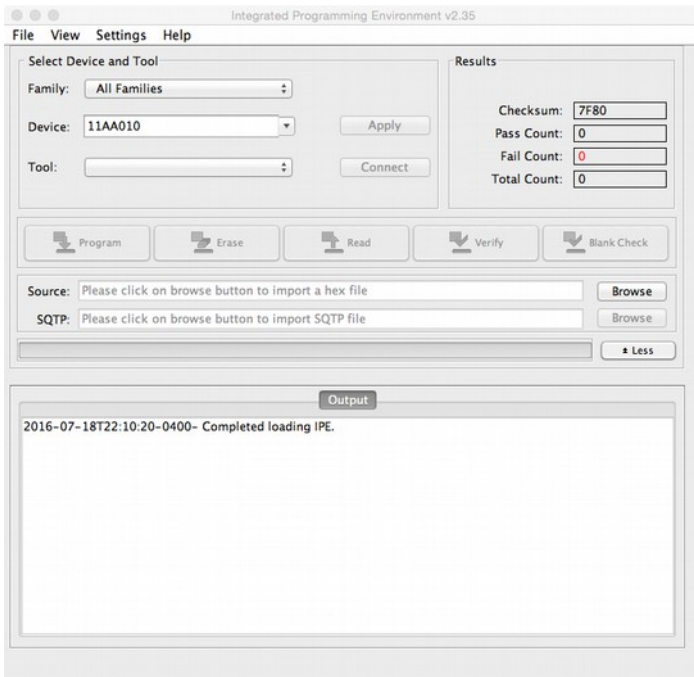 Integrated Programming Environment v2.35
File View Settings Help
Select Device and Tool
Family: All Families
Device: 11AA010
Apply
Tool:
Connect
Results
Checksum: 7F80
Pass Count: 0
Fail Count: 0
Total Count: 0
Program Erase Read Verify Blank Check
Source: Please click on browse button to import a hex file Browse
SQTP: Please click on browse button to import SQTP file Browse
Less
Output
2016-07-18T22:10:20-0400- Completed loading IPE.